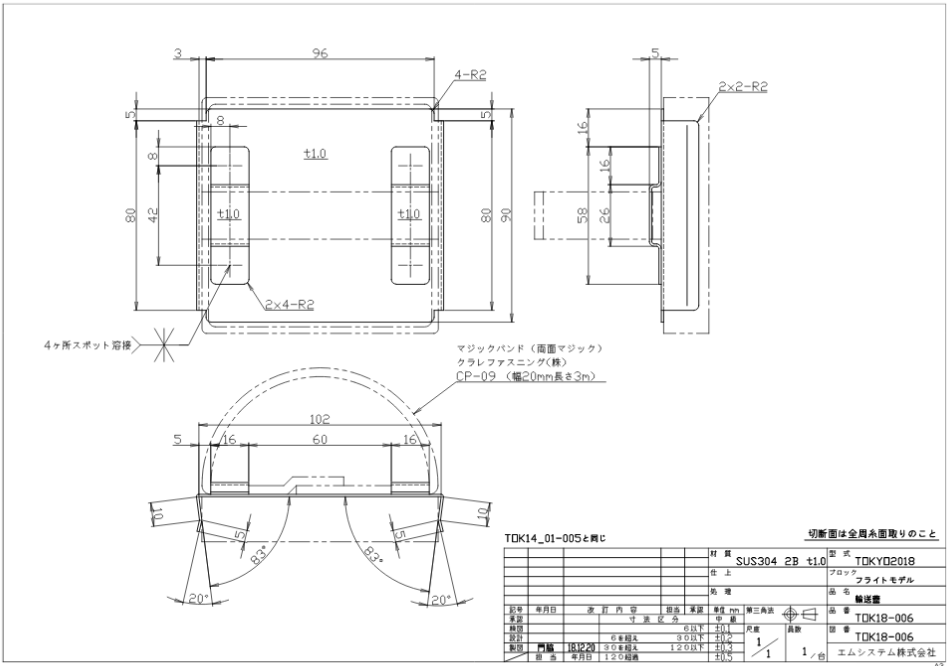 3
96
4-R2
5
2×2-R2
5
8
5
16
8
t1.0
16
80
42
t1.0
t1.0
80
90
58
26
2×4-R2
4ヶ所スポット溶接
マジックバンド (両面マジック)
クラレファスニング(株)
CP-09 (幅20mm長さ3m)
102
5
16
60
16
10
5
83°
83°
5
10
20°
20°
TOK14_01-005と同じ
切断面は全周糸面取りのこと
材 質
SUS304 2B t1.0
型 式
TOKYO2018
仕 上
ブロック
フライトモデル
処 理
品 名
輸送蓋
記号 年月日 改 訂 内 容 担当 承認
単位 mm
第三角法
品 番
TOK18-006
承認
寸 法 区 分
中 級
検図
6以下
±0.1
尺度
1/1
員数
1/台
図 番
TOK18-006
設計
6を超え 30以下
±0.2
製図
門脇
18.12.20
30を超え 120以下
±0.3
エムシステム株式会社
担 当
年月日
120超過
±0.5
A3